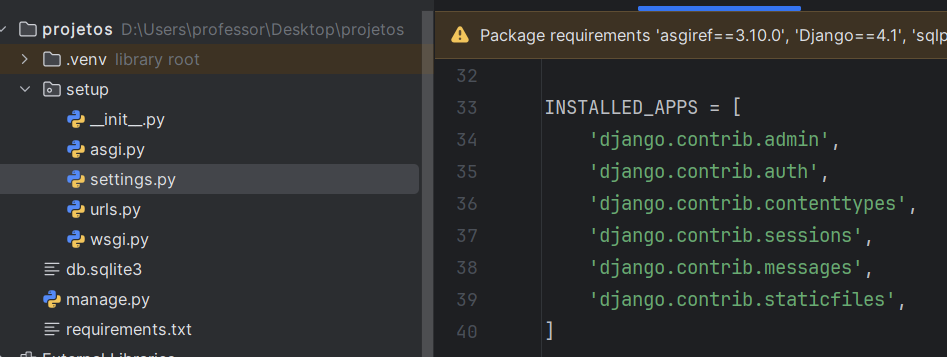 projetos D:\Users\professor\Desktop\projetos
.venv library root
setup
__init__.py
asgi.py
settings.py
urls.py
wsgi.py
db.sqlite3
manage.py
requirements.txt
Package requirements 'asgiref==3.10.0', 'Django==4.1', 'sqlp
32
33 INSTALLED_APPS = [
34 'django.contrib.admin',
35 'django.contrib.auth',
36 'django.contrib.contenttypes',
37 'django.contrib.sessions',
38 'django.contrib.messages',
39 'django.contrib.staticfiles',
40 ]